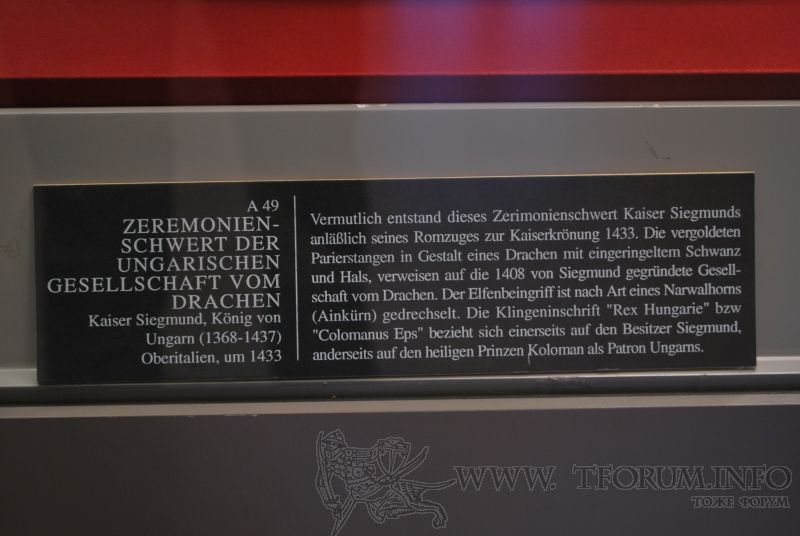 A 49
ZEREMONIEN-
SCHWERT DER
UNGARISCHEN
GESELLSCHAFT VOM
DRACHEN
Kaiser Siegmund, König von
Ungarn (1368-1437)
Oberitalien, um 1433
Vermutlich entstand dieses Zerimonienschwert Kaiser Siegmunds
anläßlich seines Romzuges zur Kaiserkrönung 1433. Die vergoldeten
Parierstangen in Gestalt eines Drachen mit eingeringeltem Schwanz
und Hals, verweisen auf die 1408 von Siegmund gegründete Gesell-
schaft vom Drachen. Der Elfenbeingriff ist nach Art eines Narwalhorns
(Ainkürn) gedrechselt. Die Klingeninschrift "Rex Hungarie" bzw
"Colomanus Eps" bezieht sich einerseits auf den Besitzer Siegmund,
anderseits auf den heiligen Prinzen Koloman als Patron Ungarns.
www. TForum.info
тоже форум